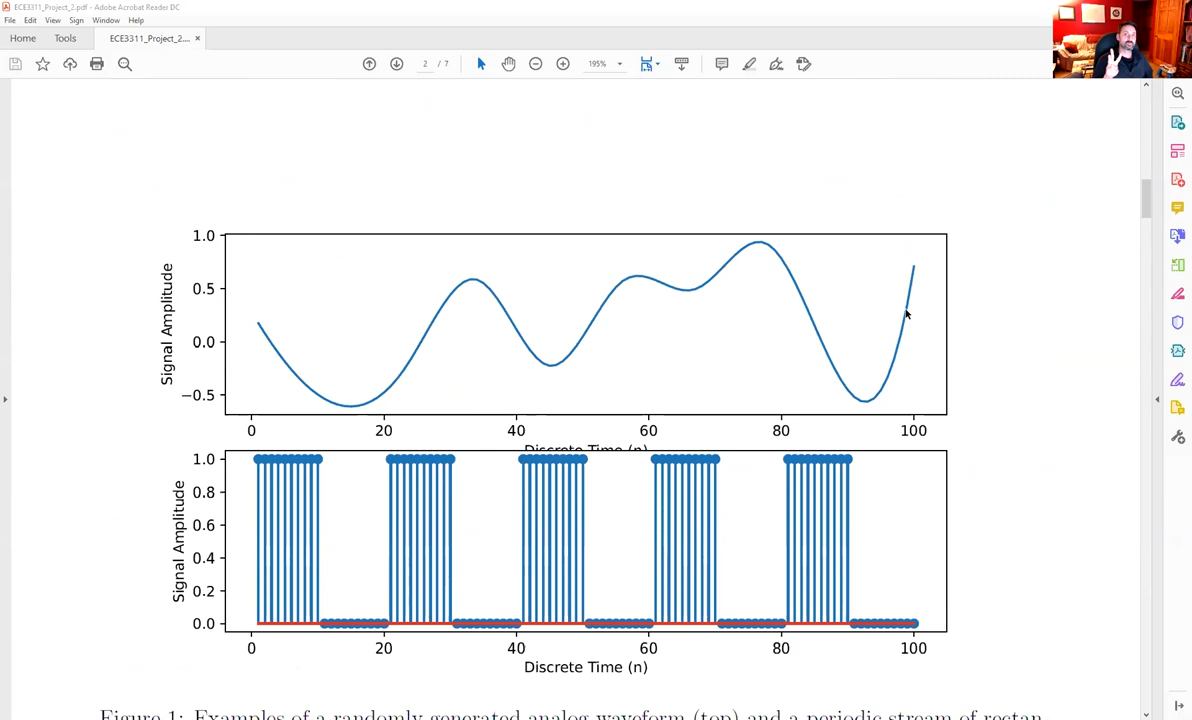 ECE3311_Project_2.pdf - Adobe Acrobat Reader DC
File Edit View Sign Window Help
Home Tools ECE3311_Project_2.... ×
2 / 7 195%
1.0
0.5
0.0
−0.5
Signal Amplitude
0 20 40 60 80 100
Discrete Time (n)
1.0
0.8
0.6
0.4
0.2
0.0
Signal Amplitude
0 20 40 60 80 100
Discrete Time (n)
Figure 1: Examples of a randomly generated analog waveform (top) and a periodic stream of rectan